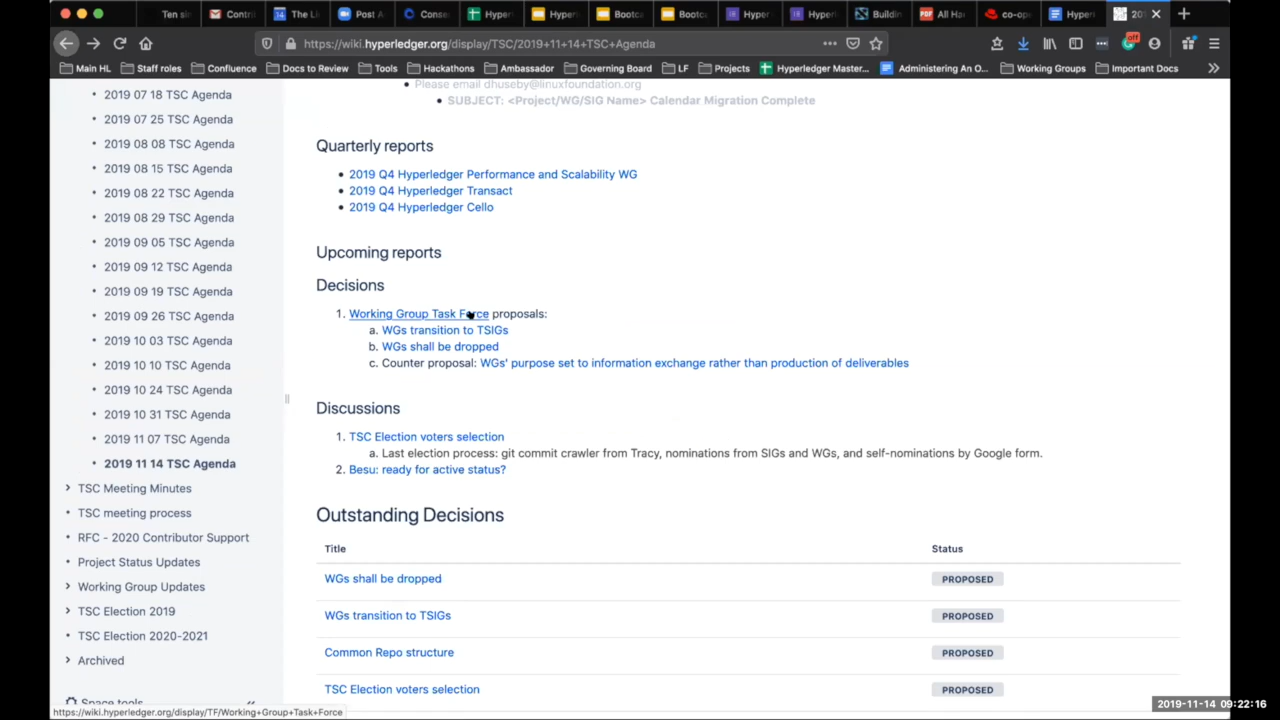 Ten sin
Contri
The Li
Post A
Conse
Hyper
Hyper
Bootca
Bootca
Hyper
Hyper
Buildin
All Har
co-ope
Hyper
201
https://wiki.hyperledger.org/display/TSC/2019+11+14+TSC+Agenda
off
Main HL
Staff roles
Confluence
Docs to Review
Tools
Hackathons
Ambassador
Governing Board
LF
Projects
Hyperledger Master...
Administering An O...
Working Groups
Important Docs
2019 07 18 TSC Agenda
2019 07 25 TSC Agenda
2019 08 08 TSC Agenda
2019 08 15 TSC Agenda
2019 08 22 TSC Agenda
2019 08 29 TSC Agenda
2019 09 05 TSC Agenda
2019 09 12 TSC Agenda
2019 09 19 TSC Agenda
2019 09 26 TSC Agenda
2019 10 03 TSC Agenda
2019 10 10 TSC Agenda
2019 10 24 TSC Agenda
2019 10 31 TSC Agenda
2019 11 07 TSC Agenda
2019 11 14 TSC Agenda
TSC Meeting Minutes
TSC meeting process
RFC - 2020 Contributor Support
Project Status Updates
Working Group Updates
TSC Election 2019
TSC Election 2020-2021
Archived
Space tools
• Please email dhuseby@linuxfoundation.org
• SUBJECT: <Project/WG/SIG Name> Calendar Migration Complete
Quarterly reports
• 2019 Q4 Hyperledger Performance and Scalability WG
• 2019 Q4 Hyperledger Transact
• 2019 Q4 Hyperledger Cello
Upcoming reports
Decisions
1. Working Group Task Force proposals:
a. WGs transition to TSIGs
b. WGs shall be dropped
c. Counter proposal: WGs' purpose set to information exchange rather than production of deliverables
Discussions
1. TSC Election voters selection
a. Last election process: git commit crawler from Tracy, nominations from SIGs and WGs, and self-nominations by Google form.
2. Besu: ready for active status?
Outstanding Decisions
Title Status
WGs shall be dropped PROPOSED
WGs transition to TSIGs PROPOSED
Common Repo structure PROPOSED
TSC Election voters selection PROPOSED
https://wiki.hyperledger.org/display/TF/Working+Group+Task+Force
2019-11-14 09:22:16